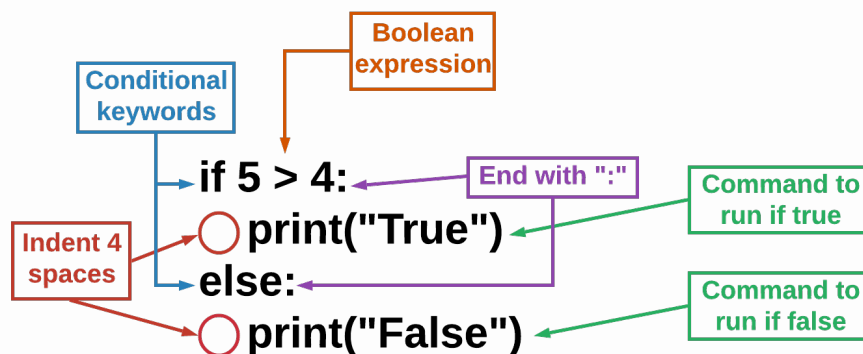 Boolean
expression
Conditional
keywords
if 5 > 4:
End with ":"
Command to
run if true
print("True")
Indent 4
spaces
else:
Command to
run if false
print("False")